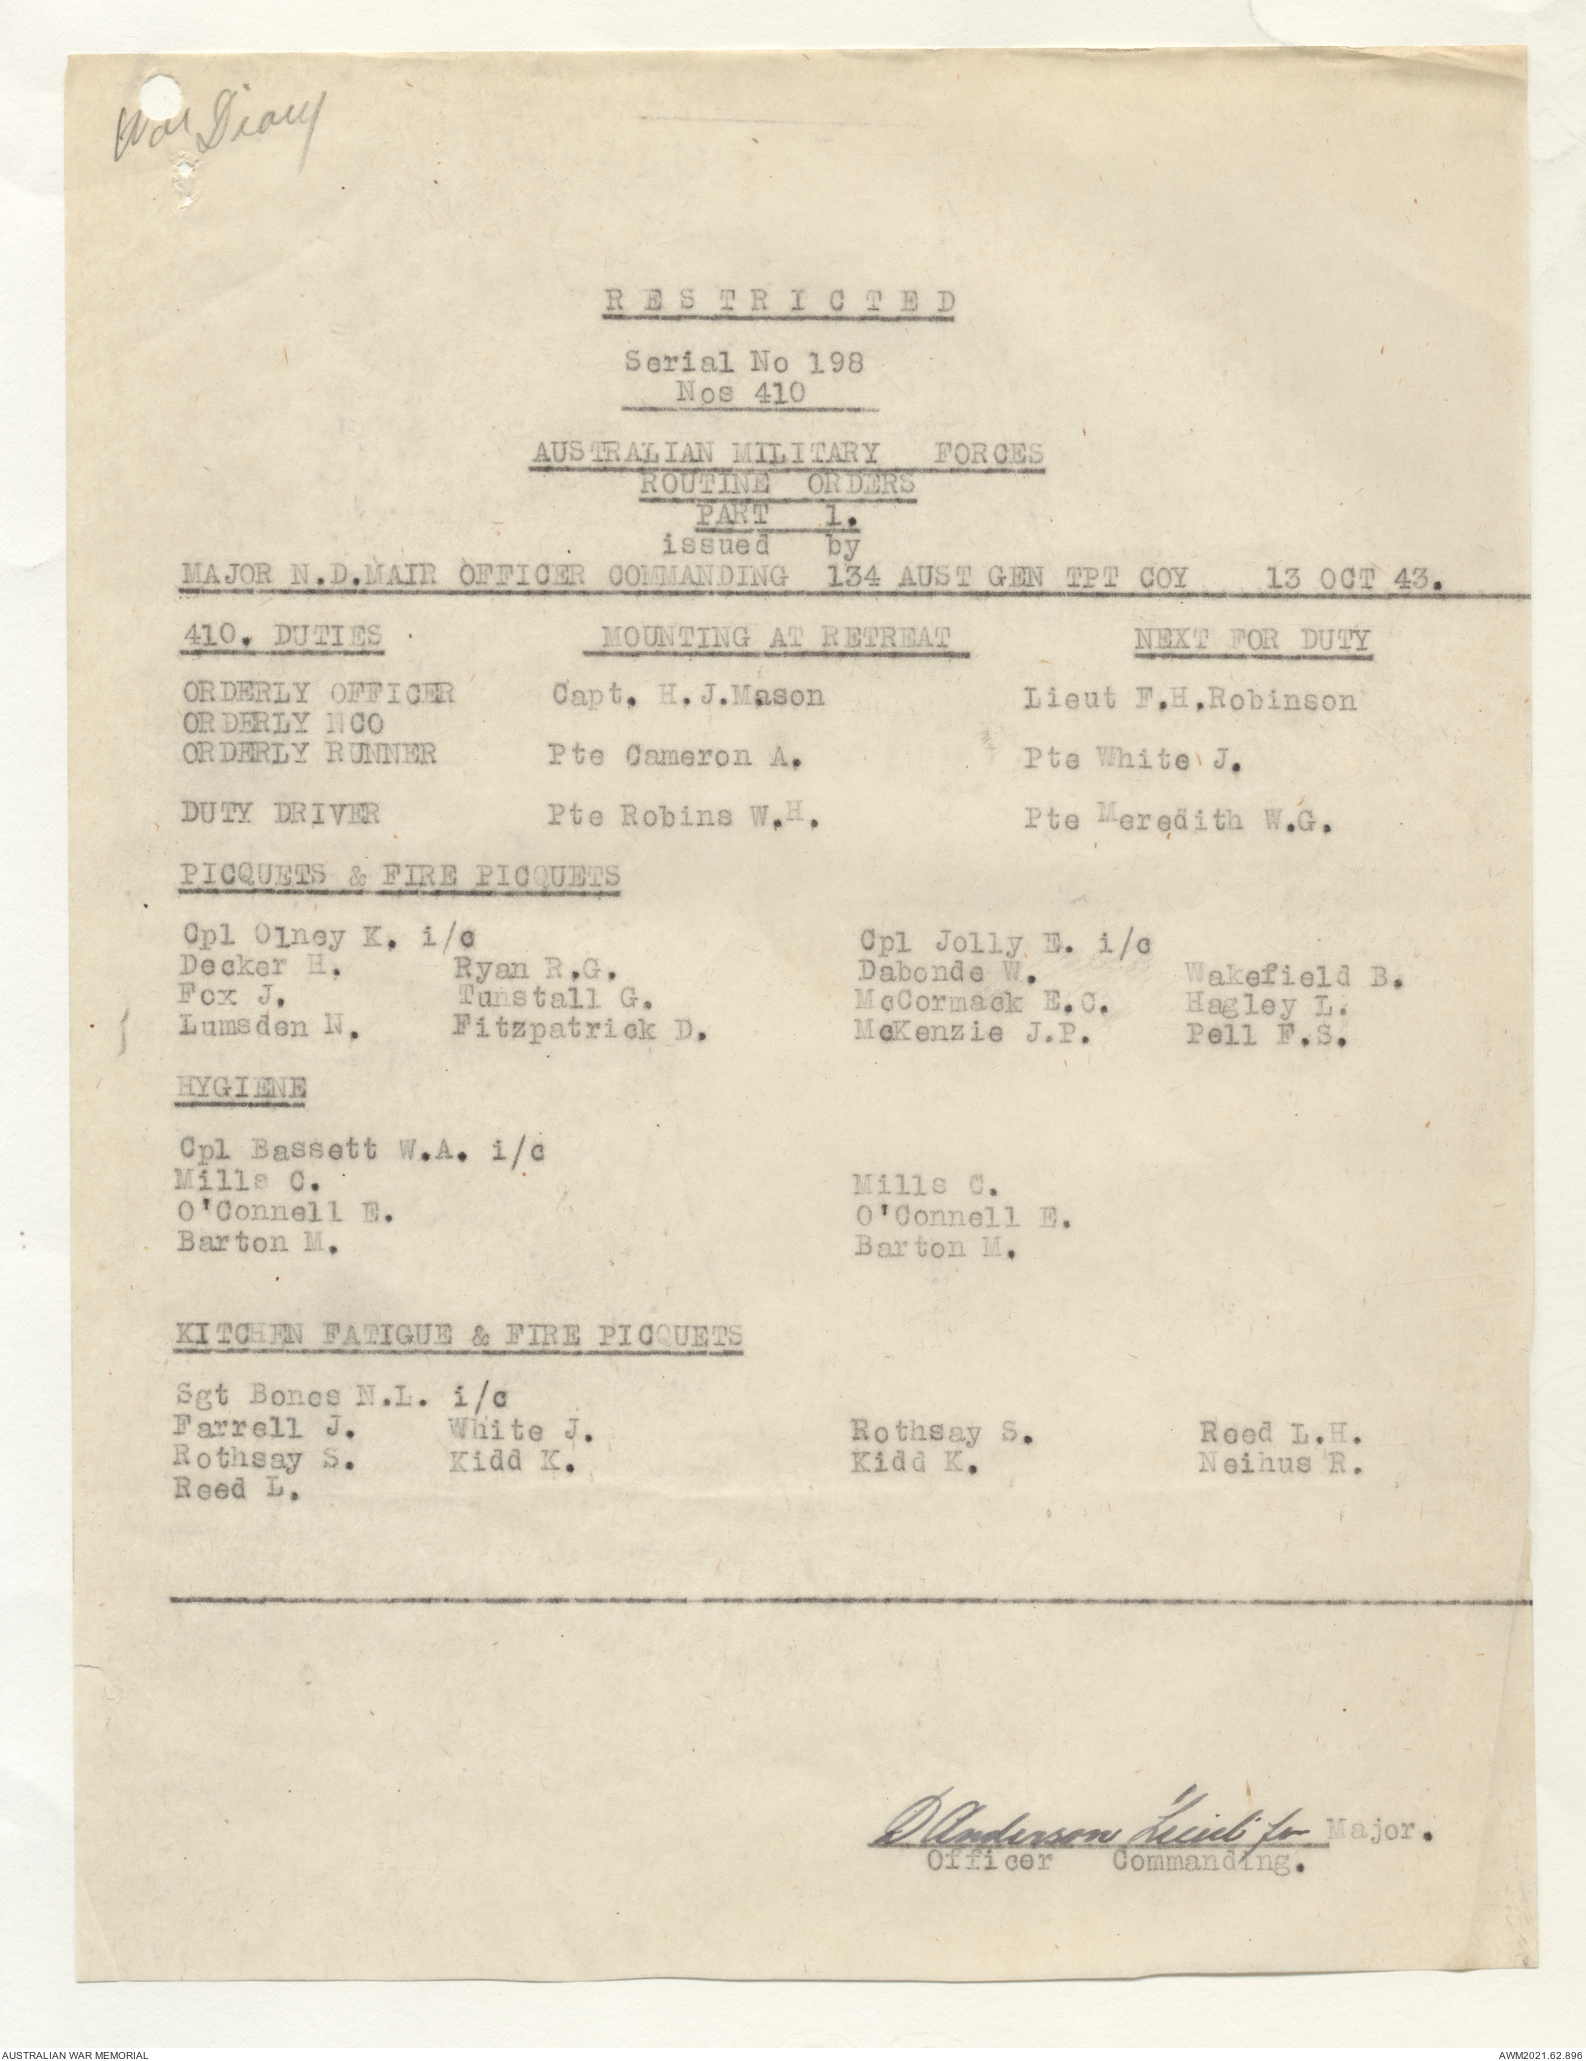 War Diary
RESTRICTED
Serial No 198
Nos 410
AUSTRALIAN MILITARY FORCES
ROUTINE ORDERS
PART 1.
issued by
MAJOR N.D.MAIR OFFICER COMMANDING 134 AUST GEN TPT COY 13 OCT 43.
410. DUTIES MOUNTING AT RETREAT NEXT FOR DUTY
ORDERLY OFFICER Capt. H.J.Mason Lieut F.H.Robinson
ORDERLY NCO
ORDERLY RUNNER Pte Cameron A. Pte White J.
DUTY DRIVER Pte Robins W.H. Pte Meredith W.G.
PICQUETS & FIRE PICQUETS
Cpl Olney K. i/c Cpl Jolly E. i/c
Decker H. Ryan R.G. Dabonde W. Wakefield B.
Fox J. Tunstall G. McCormack E.C. Hagley L.
Lumsden N. Fitzpatrick D. McKenzie J.P. Pell F.S.
HYGIENE
Cpl Bassett W.A. i/c
Mills C. Mills C.
O'Connell E. O'Connell E.
Barton M. Barton M.
KITCHEN FATIGUE & FIRE PICQUETS
Sgt Bones N.L. i/c
Farrell J. White J. Rothsay S. Reed L.H.
Rothsay S. Kidd K. Kidd K. Neihus R.
Reed L.
D Anderson Lieut for Major.
Officer Commanding.
AUSTRALIAN WAR MEMORIAL AWM2021.62.896